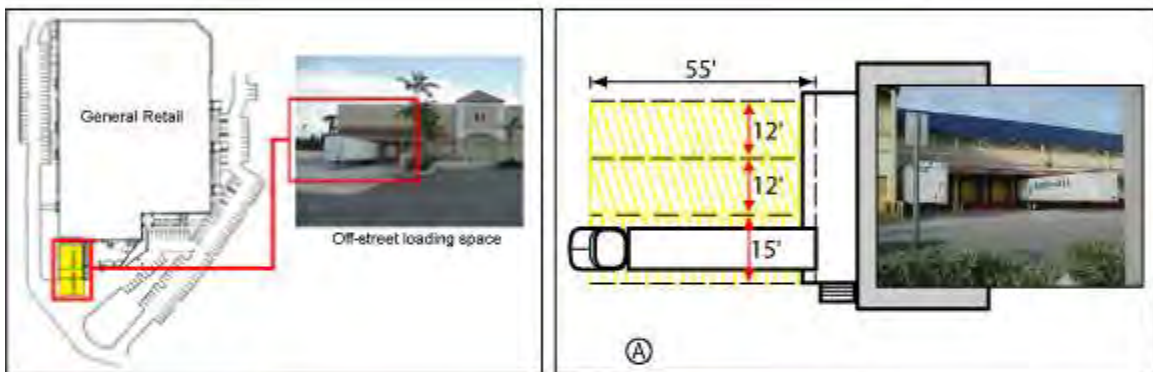 General Retail
Off-street loading space
55'
12'
12'
15'
A